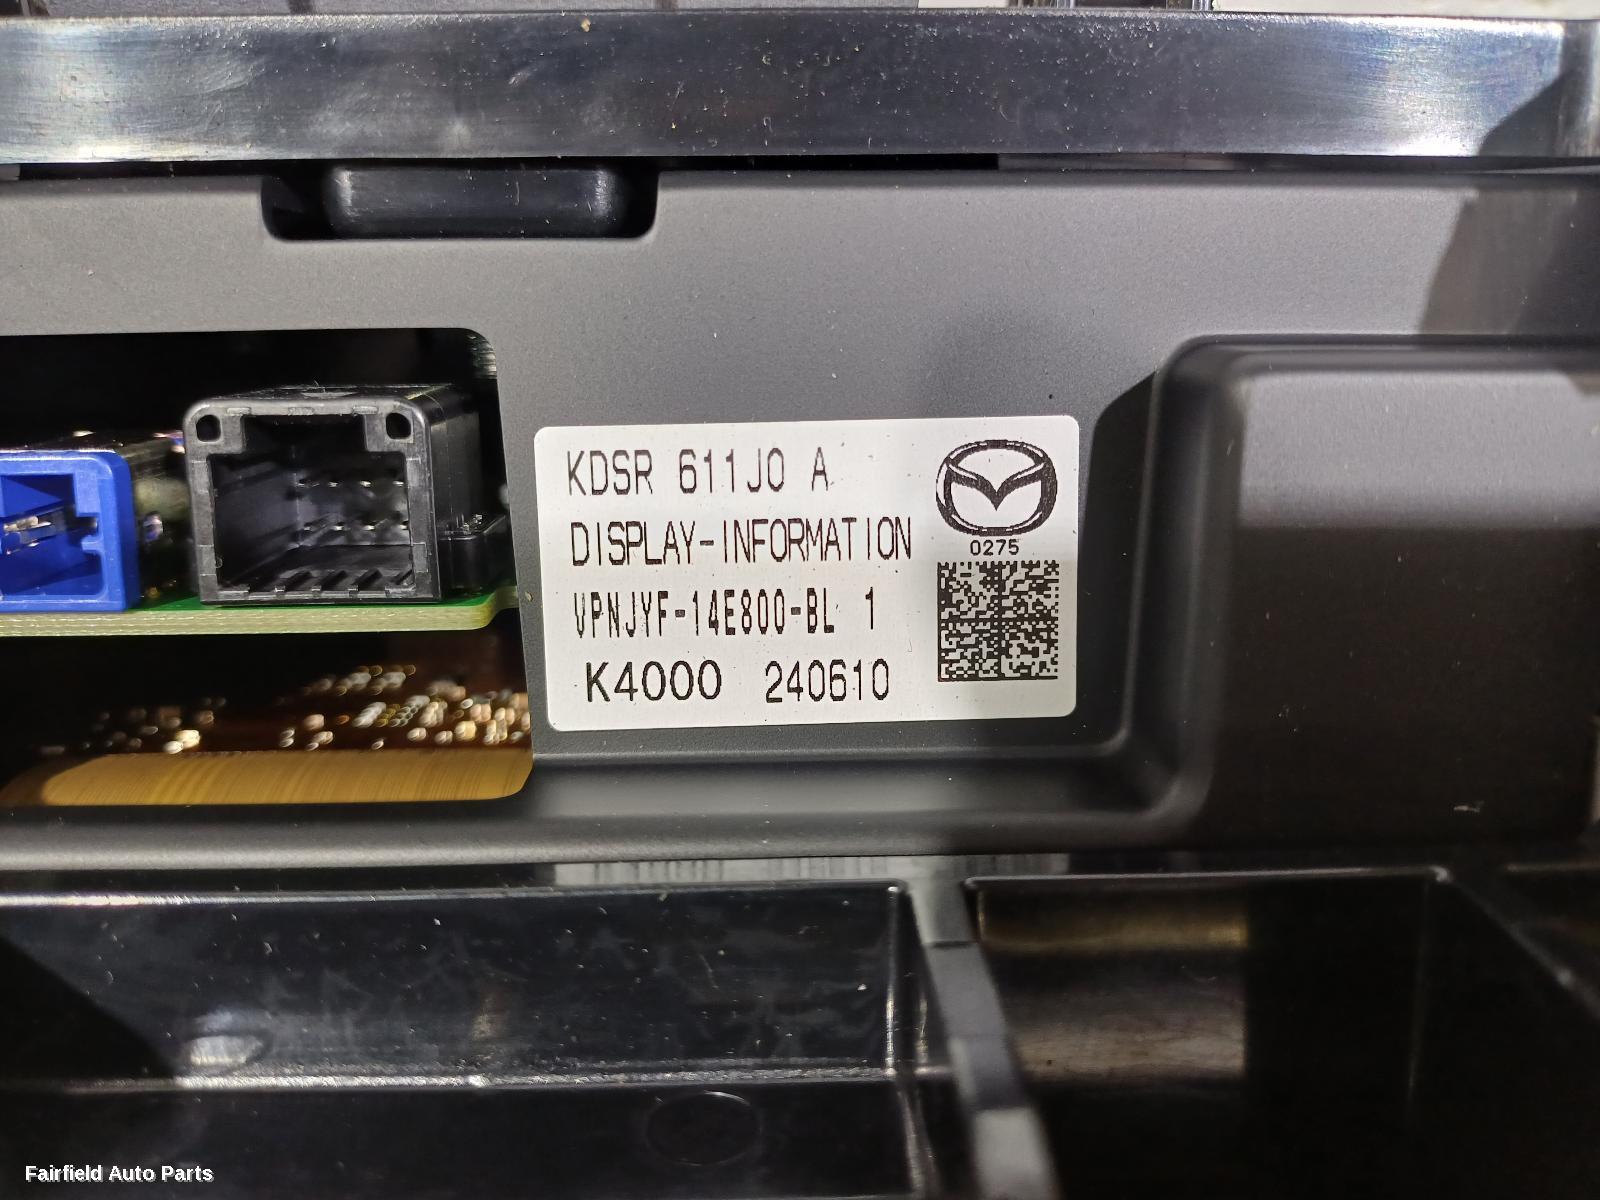 KDSR 611J0 A
DISPLAY-INFORMATION
VPNJYF-14E800-BL 1
K4000 240610
0275
Fairfield Auto Parts